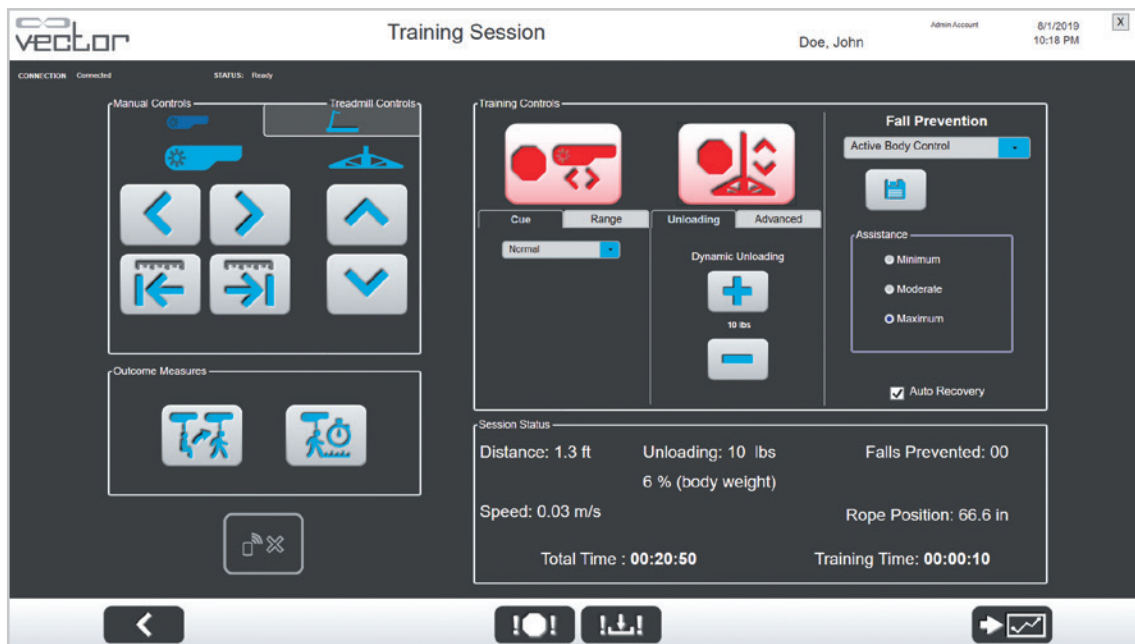 vector
Training Session
Doe, John
Admin Account
8/1/2019
10:18 PM
X
CONNECTION Connected
STATUS: Ready
Manual Controls
Treadmill Controls
Training Controls
Cue
Range
Normal
Unloading
Advanced
Dynamic Unloading
10 lbs
Fall Prevention
Active Body Control
Assistance
Minimum
Moderate
Maximum
Auto Recovery
Outcome Measures
Session Status
Distance: 1.3 ft
Unloading: 10 lbs
Falls Prevented: 00
6 % (body weight)
Speed: 0.03 m/s
Rope Position: 66.6 in
Total Time : 00:20:50
Training Time: 00:00:10